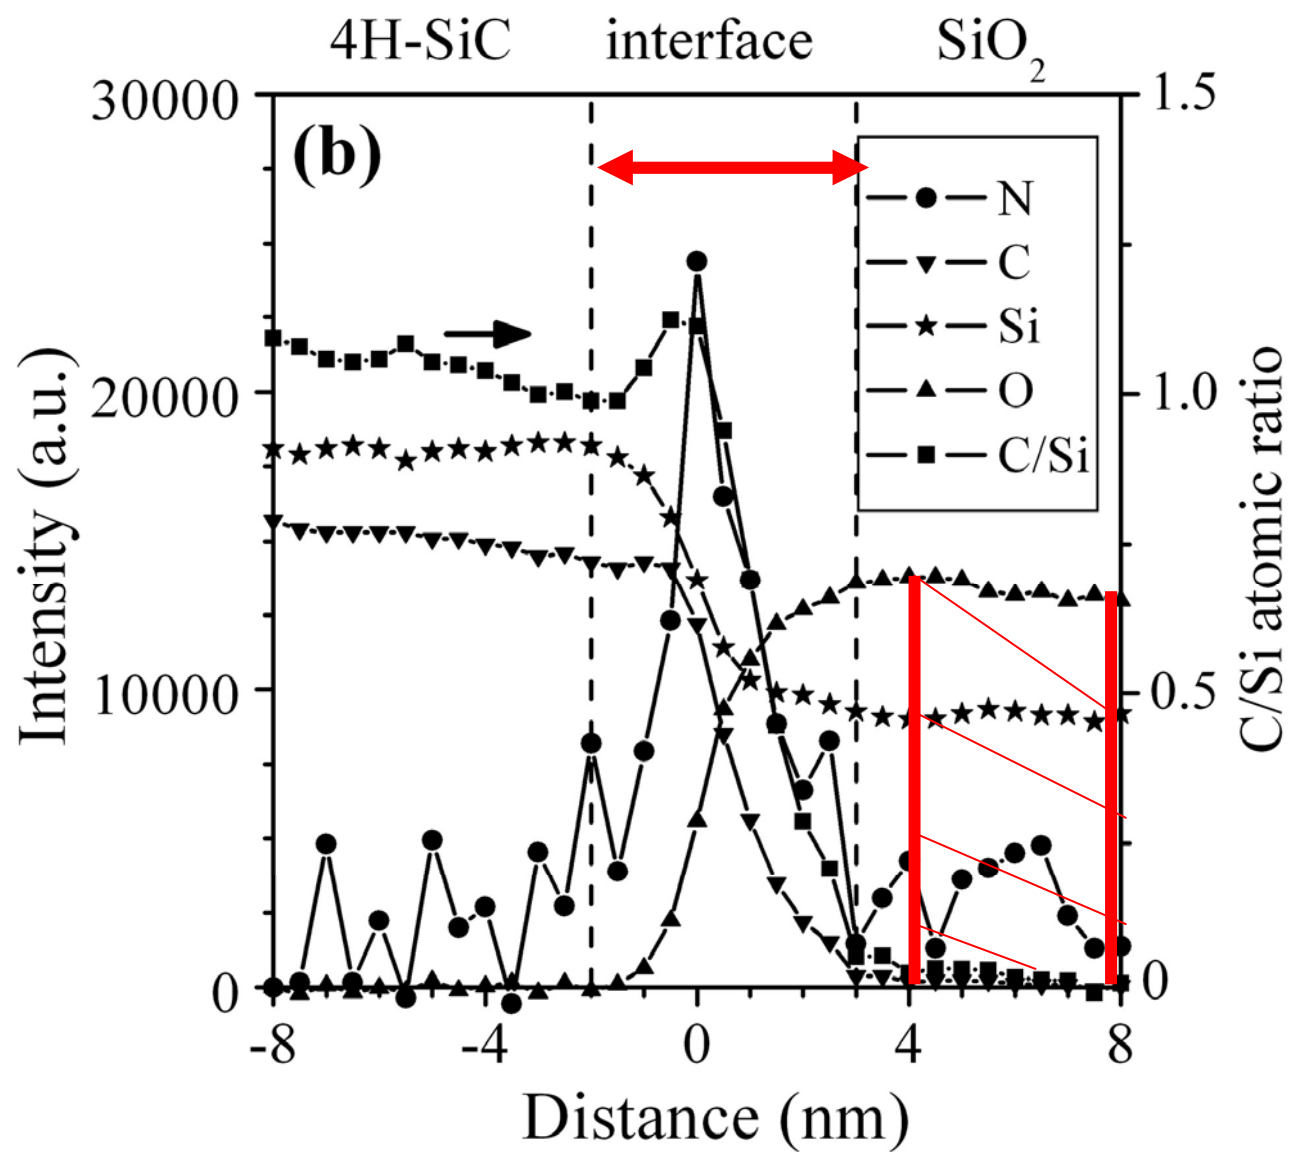 4H-SiC interface SiO₂
30000
1.5
(b)
N
C
Si
O
C/Si
20000
1.0
10000
0.5
0
0
-8 -4 0 4 8
Distance (nm)
Intensity (a.u.)
C/Si atomic ratio